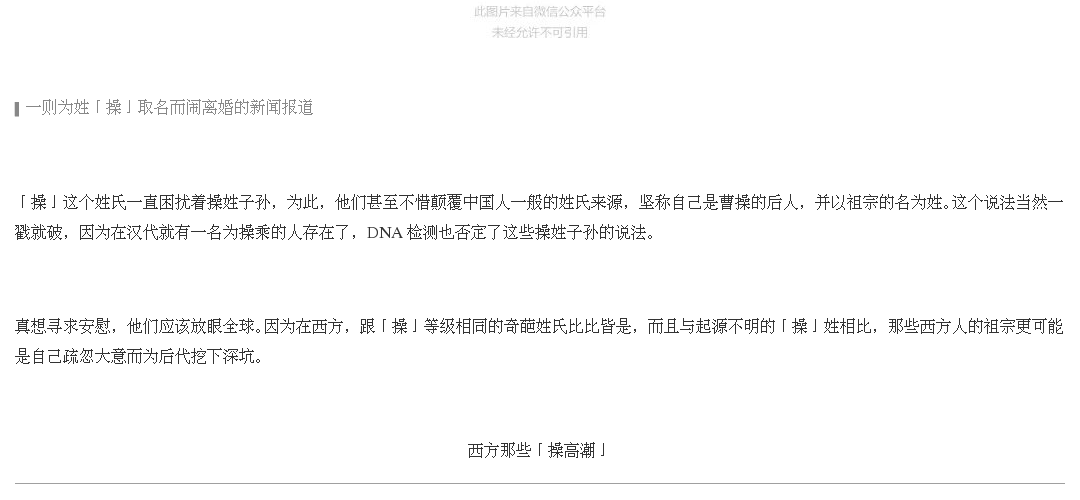 此图片来自微信公众平台
未经允许不可引用
一则为姓「操」取名而闹离婚的新闻报道
「操」这个姓氏一直困扰着操姓子孙，为此，他们甚至不惜颠覆中国人一般的姓氏来源，坚称自己是曹操的后人，并以祖宗的名为姓。这个说法当然一
戳就破，因为在汉代就有一名为操乘的人存在了，DNA 检测也否定了这些操姓子孙的说法。
真想寻求安慰，他们应该放眼全球。因为在西方，跟「操」等级相同的奇葩姓氏比比皆是，而且与起源不明的「操」姓相比，那些西方人的祖宗更可能
是自己疏忽大意而为后代挖下深坑。
西方那些「操高潮」